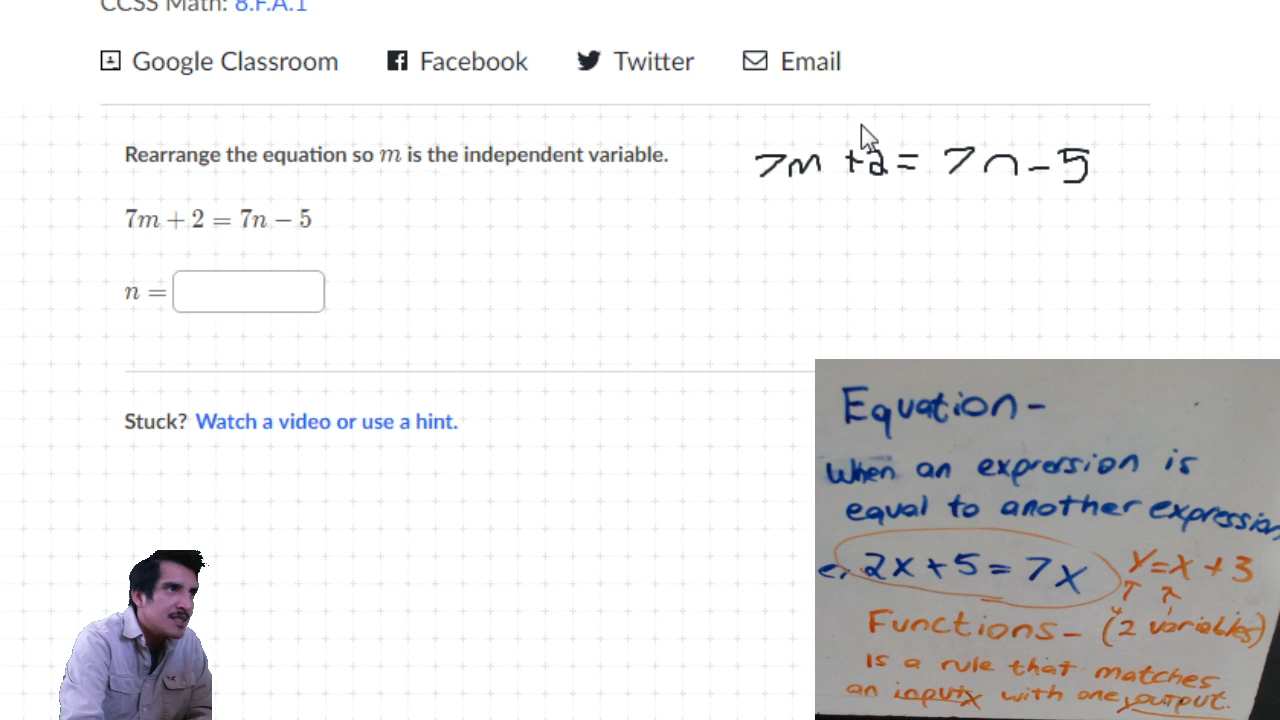 CCSS Math: 8.F.A.1
Google Classroom Facebook Twitter Email
Rearrange the equation so m is the independent variable.
7m + 2 = 7n − 5
n =
Stuck? Watch a video or use a hint.
7m +2 = 7n - 5
Equation-
When an expression is
equal to another expression
2x+5=7x y=x+3
Functions- (2 variables)
Is a rule that matches
an input x with one y output.